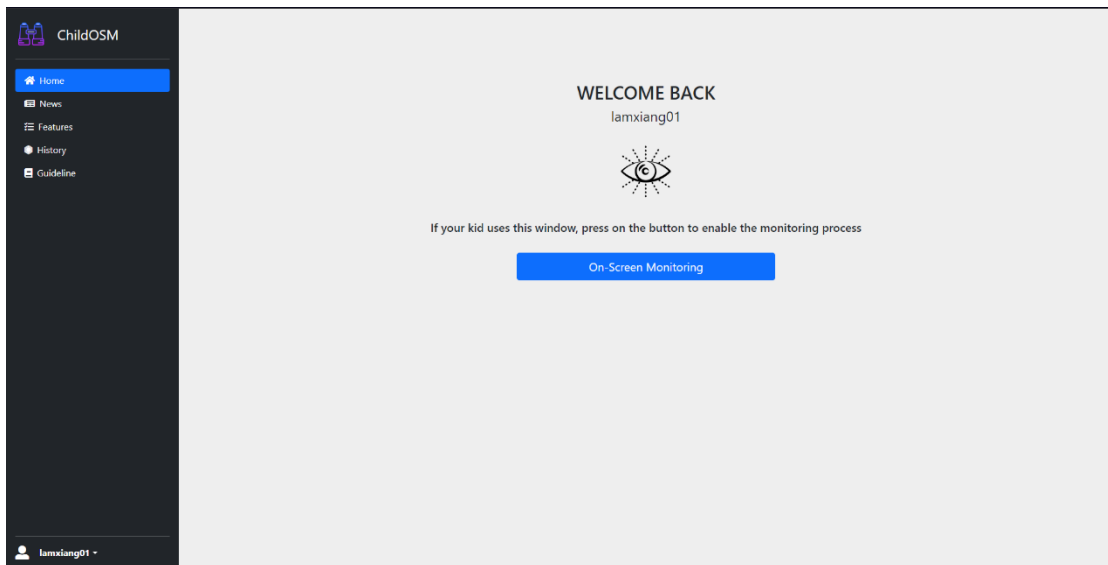 ChildOSM
Home
News
Features
History
Guideline
lamxiang01
WELCOME BACK
lamxiang01
If your kid uses this window, press on the button to enable the monitoring process
On-Screen Monitoring